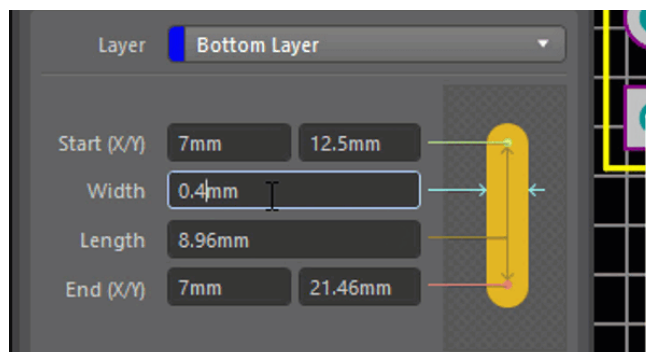 Layer Bottom Layer
Start (X/Y) 7mm 12.5mm
Width 0.4mm
Length 8.96mm
End (X/Y) 7mm 21.46mm